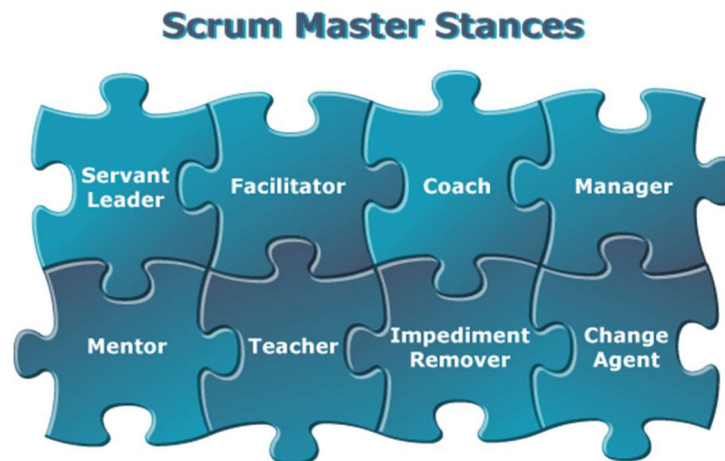 Scrum Master Stances
Servant
Leader
Facilitator
Coach
Manager
Mentor
Teacher
Impediment
Remover
Change
Agent